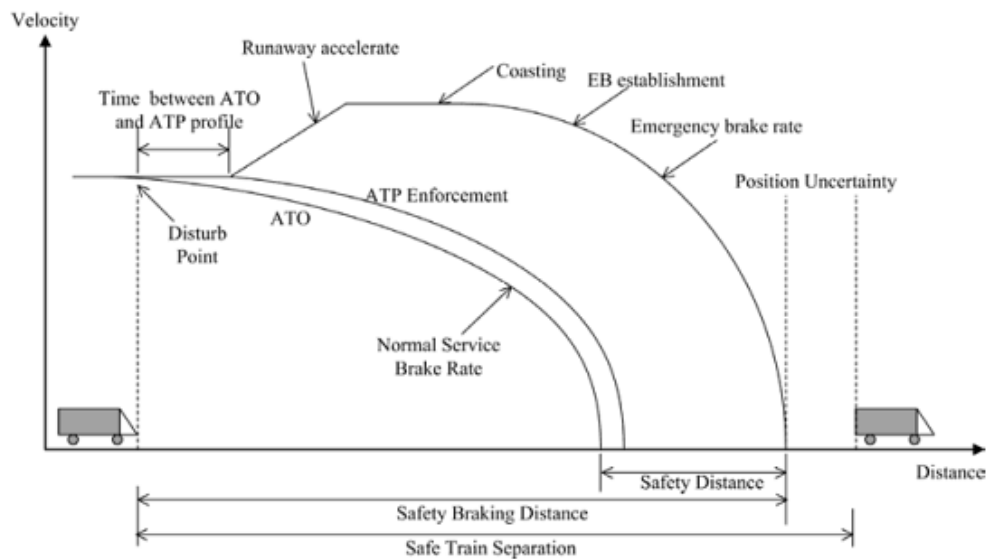 Velocity
Runaway accelerate
Coasting
EB establishment
Time between ATO
and ATP profile
Emergency brake rate
Position Uncertainty
ATP Enforcement
ATO
Disturb
Point
Normal Service
Brake Rate
Distance
Safety Distance
Safety Braking Distance
Safe Train Separation